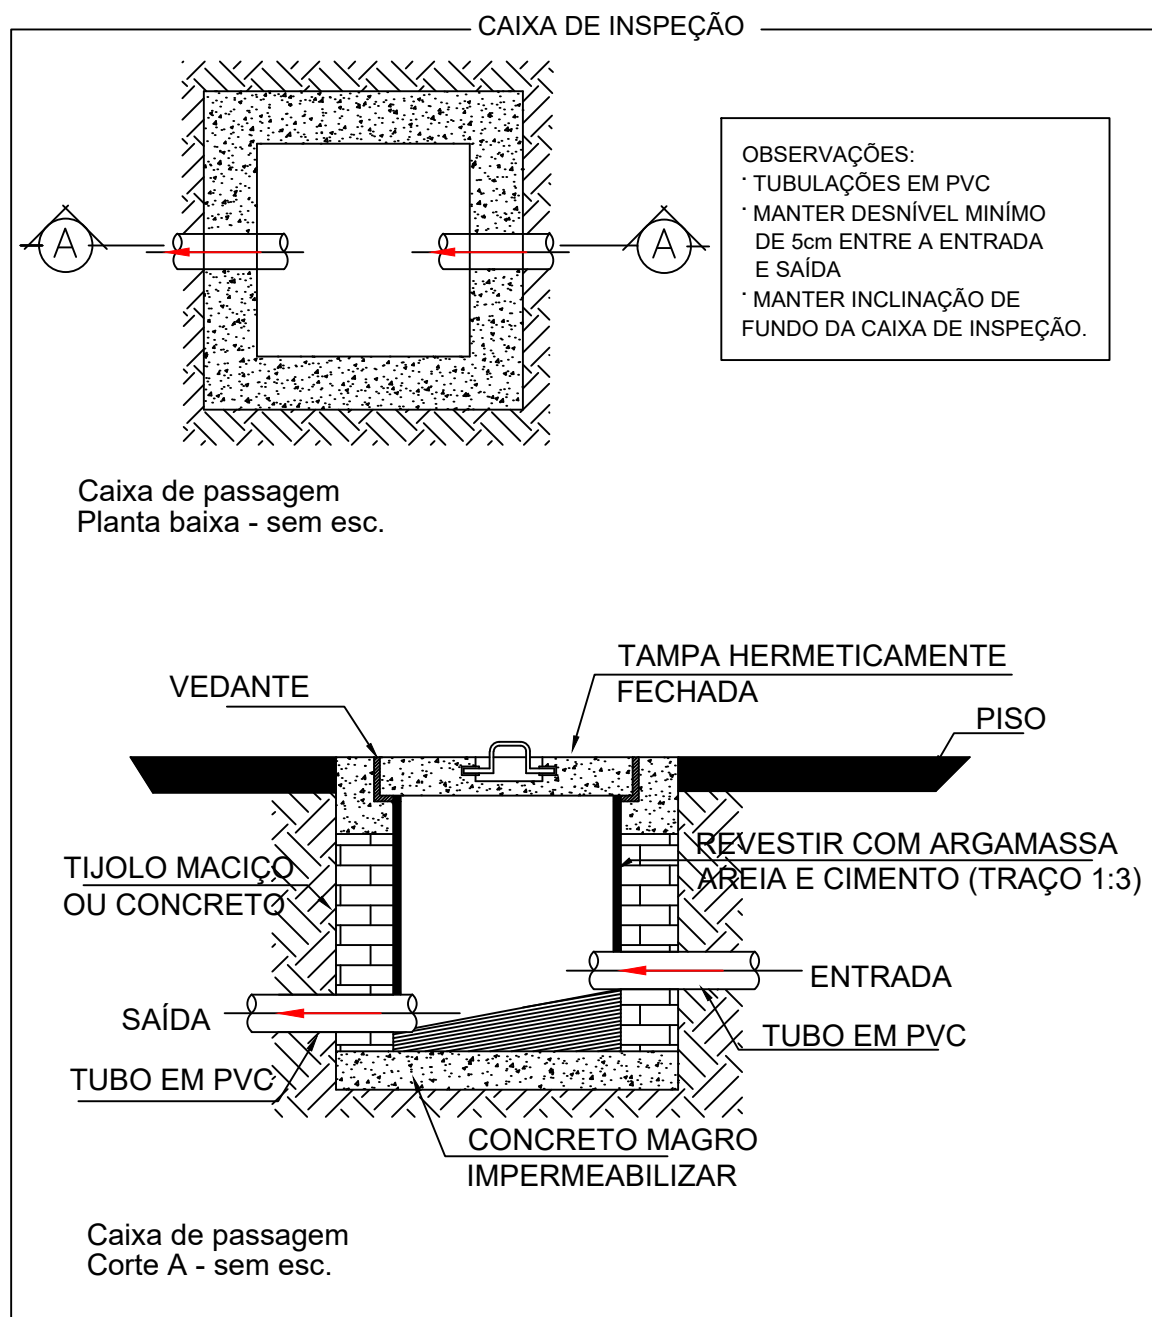 CAIXA DE INSPEÇÃO
A
A
OBSERVAÇÕES:
· TUBULAÇÕES EM PVC
· MANTER DESNÍVEL MINÍMO
DE 5cm ENTRE A ENTRADA
E SAÍDA
· MANTER INCLINAÇÃO DE
FUNDO DA CAIXA DE INSPEÇÃO.
Caixa de passagem
Planta baixa - sem esc.
TAMPA HERMETICAMENTE
FECHADA
VEDANTE
PISO
TIJOLO MACIÇO
OU CONCRETO
REVESTIR COM ARGAMASSA
AREIA E CIMENTO (TRAÇO 1:3)
ENTRADA
SAÍDA
TUBO EM PVC
TUBO EM PVC
CONCRETO MAGRO
IMPERMEABILIZAR
Caixa de passagem
Corte A - sem esc.